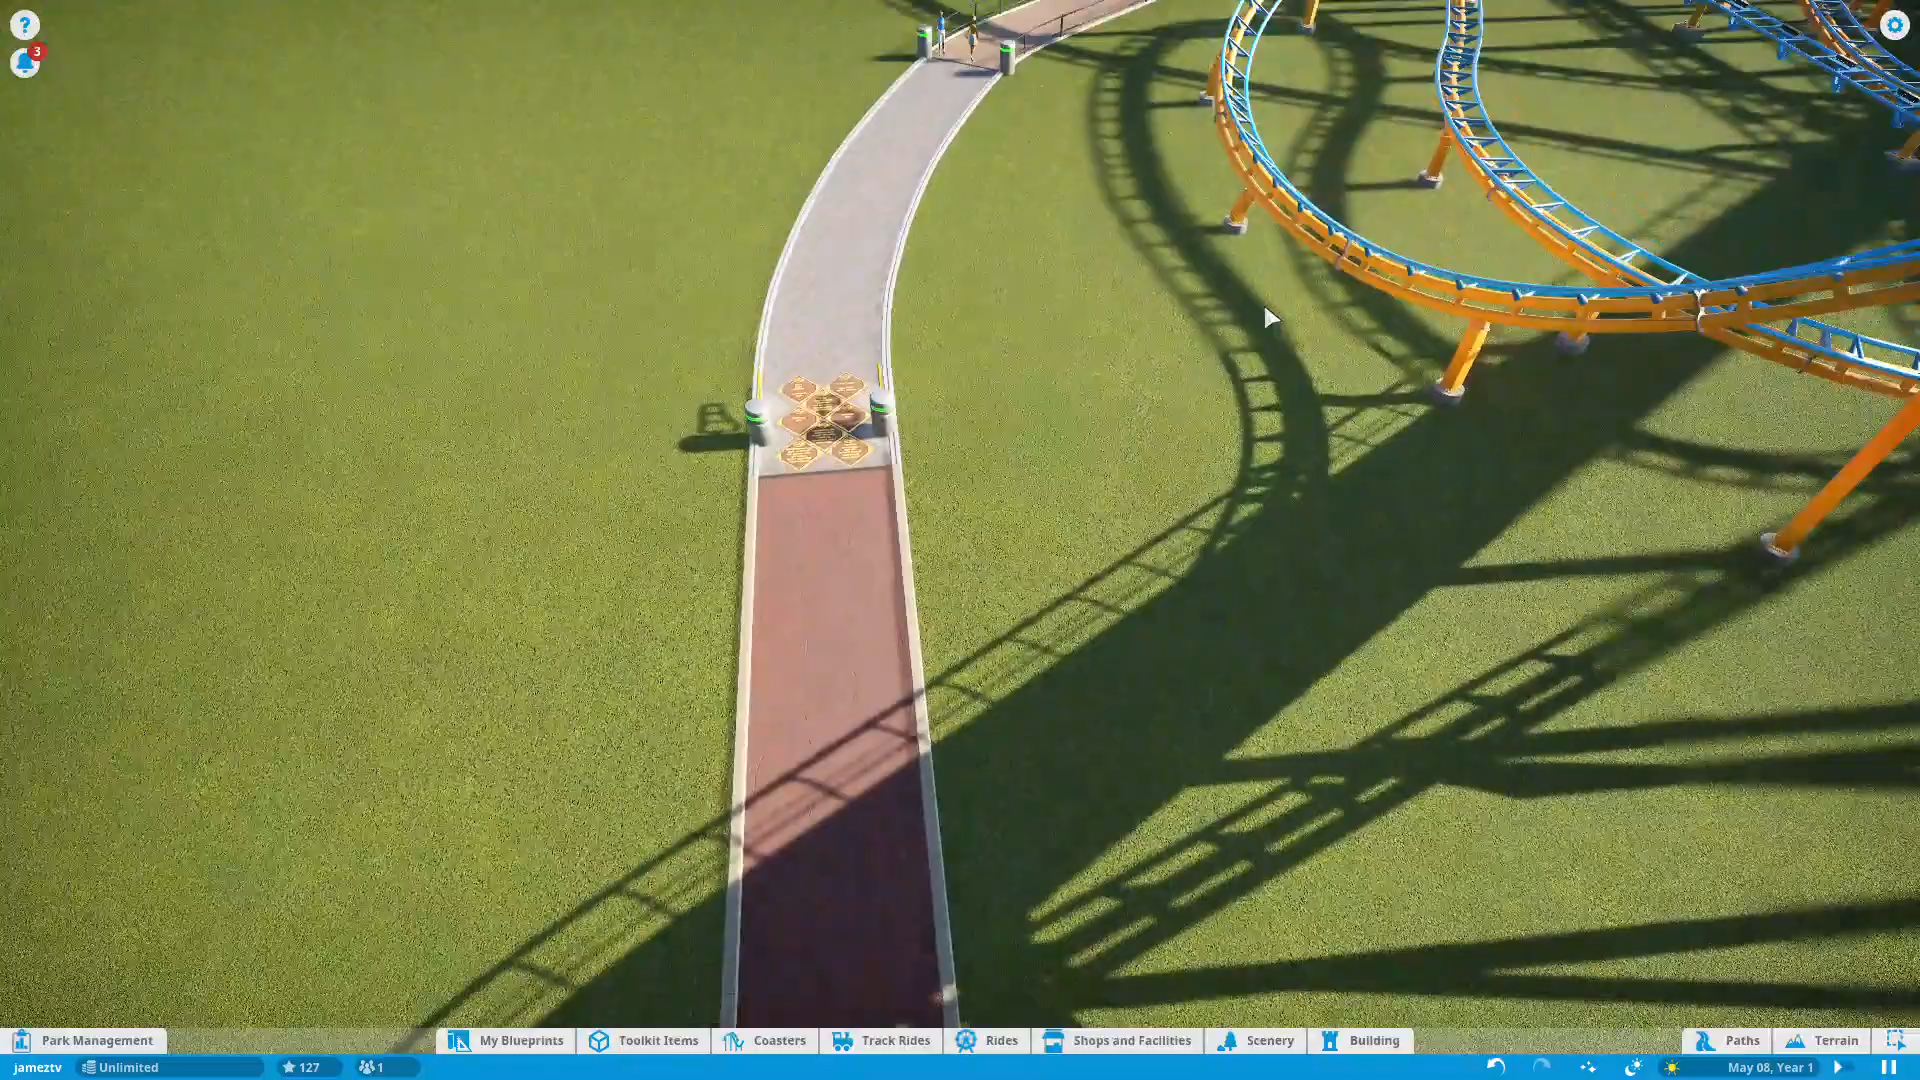 ?
3
Park Management
My Blueprints
Toolkit Items
Coasters
Track Rides
Rides
Shops and Facilities
Scenery
Building
Paths
Terrain
jameztv
Unlimited
127
1
May 08, Year 1